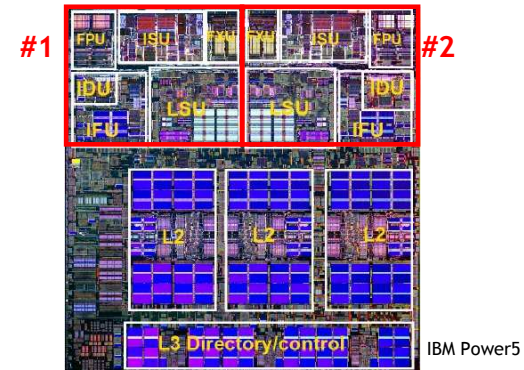 FPU ISU FXU FXU ISU FPU
#1 #2
IDU LSU LSU IDU
IFU IFU
L2 L2 L2
L3 Directory/control
IBM Power5